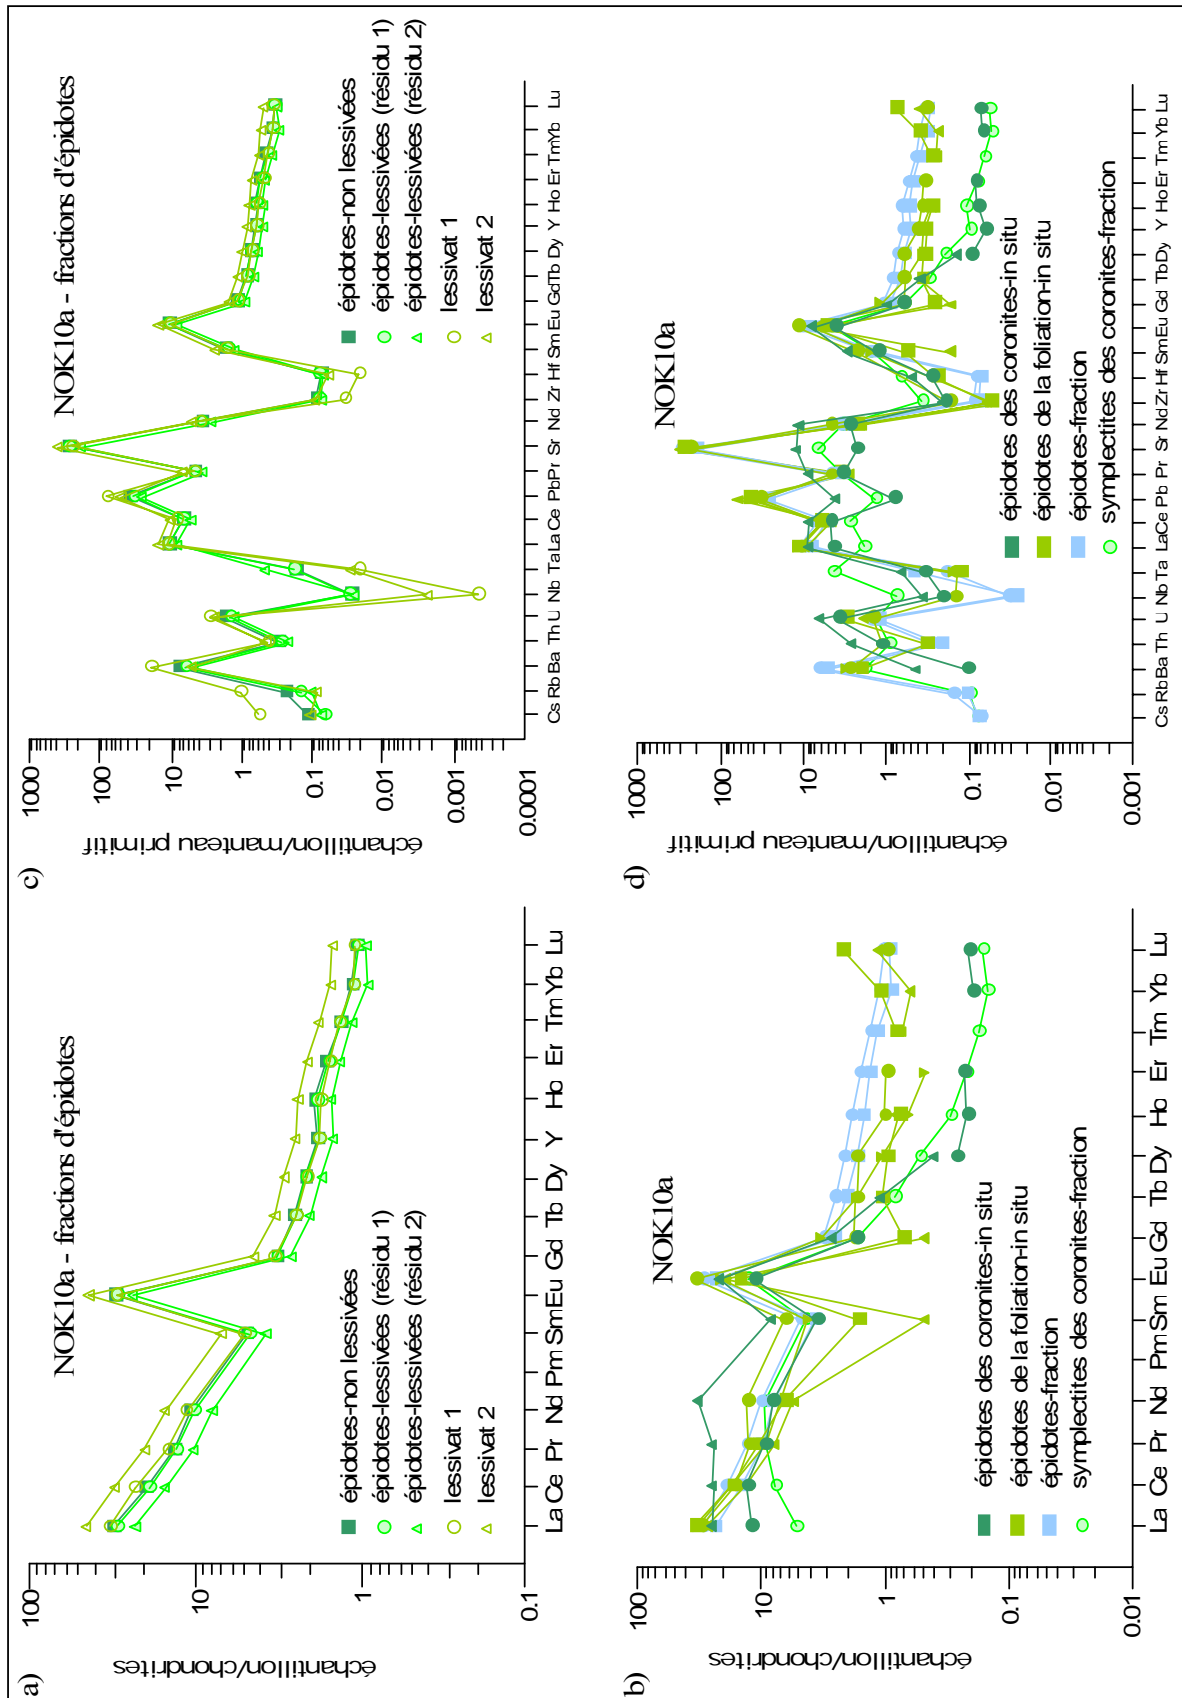 a)
NOK10a - fractions d'épidotes
échantillon/chondrites
100
10
1
0.1
épidotes-non lessivées
épidotes-lessivées (résidu 1)
épidotes-lessivées (résidu 2)
lessivat 1
lessivat 2
La Ce Pr Nd Pm Sm Eu Gd Tb Dy Y Ho Er Tm Yb Lu
b)
NOK10a
échantillon/chondrites
100
10
1
0.1
0.01
épidotes des coronites-in situ
épidotes de la foliation-in situ
épidotes-fraction
symplectites des coronites-fraction
La Ce Pr Nd Pm Sm Eu Gd Tb Dy Ho Er Tm Yb Lu
c)
NOK10a - fractions d'épidotes
échantillon/manteau primitif
1000
100
10
1
0.1
0.01
0.001
0.0001
épidotes-non lessivées
épidotes-lessivées (résidu 1)
épidotes-lessivées (résidu 2)
lessivat 1
lessivat 2
Cs Rb Ba Th U Nb Ta La Ce Pb Pr Sr Nd Zr Hf Sm Eu Gd Tb Dy Y Ho Er Tm Yb Lu
d)
NOK10a
échantillon/manteau primitif
1000
100
10
1
0.1
0.01
0.001
épidotes des coronites-in situ
épidotes de la foliation-in situ
épidotes-fraction
symplectites des coronites-fraction
Cs Rb Ba Th U Nb Ta La Ce Pb Pr Sr Nd Zr Hf Sm Eu Gd Tb Dy Y Ho Er Tm Yb Lu